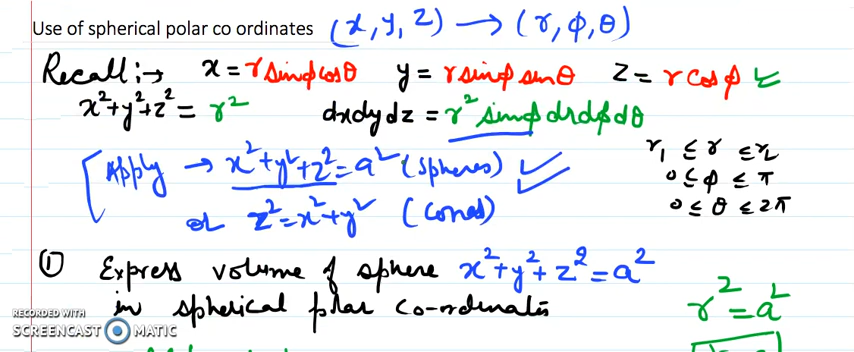 Use of spherical polar co ordinates (x, y, z) → (r, φ, θ)
Recall :→ x = r sinφ cosθ y = r sinφ sinθ z = r cosφ ✓
x²+y²+z² = r² dxdydz = r² sinφ drdφdθ
Apply → x²+y²+z² = a² (Spheres) ✓
or z² = x²+y² (Cones) ✓
r₁ ≤ r ≤ r₂
0 ≤ φ ≤ π
0 ≤ θ ≤ 2π
① Express volume of sphere x²+y²+z² = a²
in spherical polar co-ordinates
r² = a²
RECORDED WITH
SCREENCAST MATIC